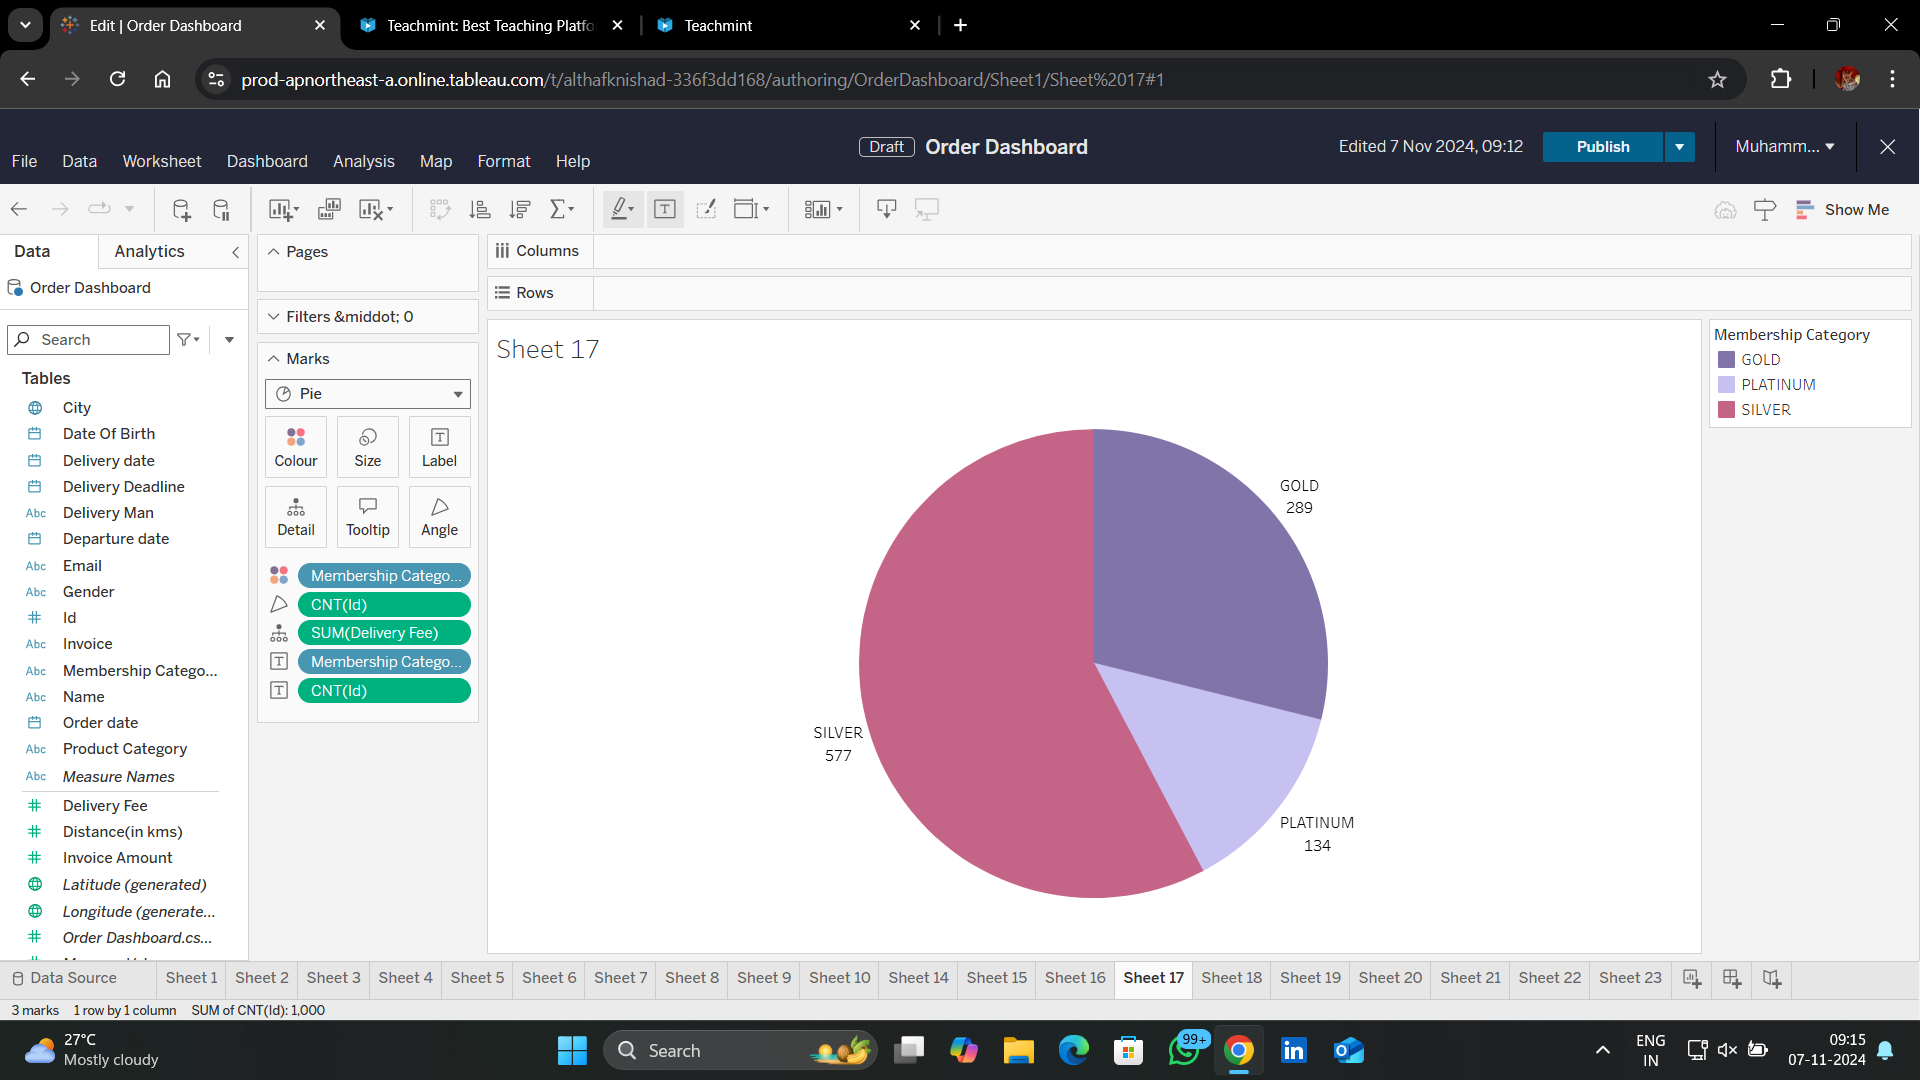 Edit | Order Dashboard
Teachmint: Best Teaching Platfo
Teachmint
prod-apnortheast-a.online.tableau.com/t/althafknishad-336f3dd168/authoring/OrderDashboard/Sheet1/Sheet%2017#1
File Data Worksheet Dashboard Analysis Map Format Help
Draft Order Dashboard
Edited 7 Nov 2024, 09:12
Publish
Muhamm...
Show Me
Data
Analytics
Order Dashboard
Search
Tables
City
Date Of Birth
Delivery date
Delivery Deadline
Abc Delivery Man
Departure date
Abc Email
Abc Gender
Id
Abc Invoice
Abc Membership Catego...
Abc Name
Order date
Abc Product Category
Abc Measure Names
Delivery Fee
Distance(in kms)
Invoice Amount
Latitude (generated)
Longitude (generate...
Order Dashboard.cs...
Pages
Filters &middot; 0
Marks
Pie
Colour
Size
Label
Detail
Tooltip
Angle
Membership Catego...
CNT(Id)
SUM(Delivery Fee)
Membership Catego...
CNT(Id)
Columns
Rows
Sheet 17
GOLD
289
SILVER
577
PLATINUM
134
Membership Category
GOLD
PLATINUM
SILVER
Data Source Sheet 1 Sheet 2 Sheet 3 Sheet 4 Sheet 5 Sheet 6 Sheet 7 Sheet 8 Sheet 9 Sheet 10 Sheet 14 Sheet 15 Sheet 16 Sheet 17 Sheet 18 Sheet 19 Sheet 20 Sheet 21 Sheet 22 Sheet 23
3 marks 1 row by 1 column SUM of CNT(Id): 1,000
27°C
Mostly cloudy
Search
99+
ENG
IN
09:15
07-11-2024